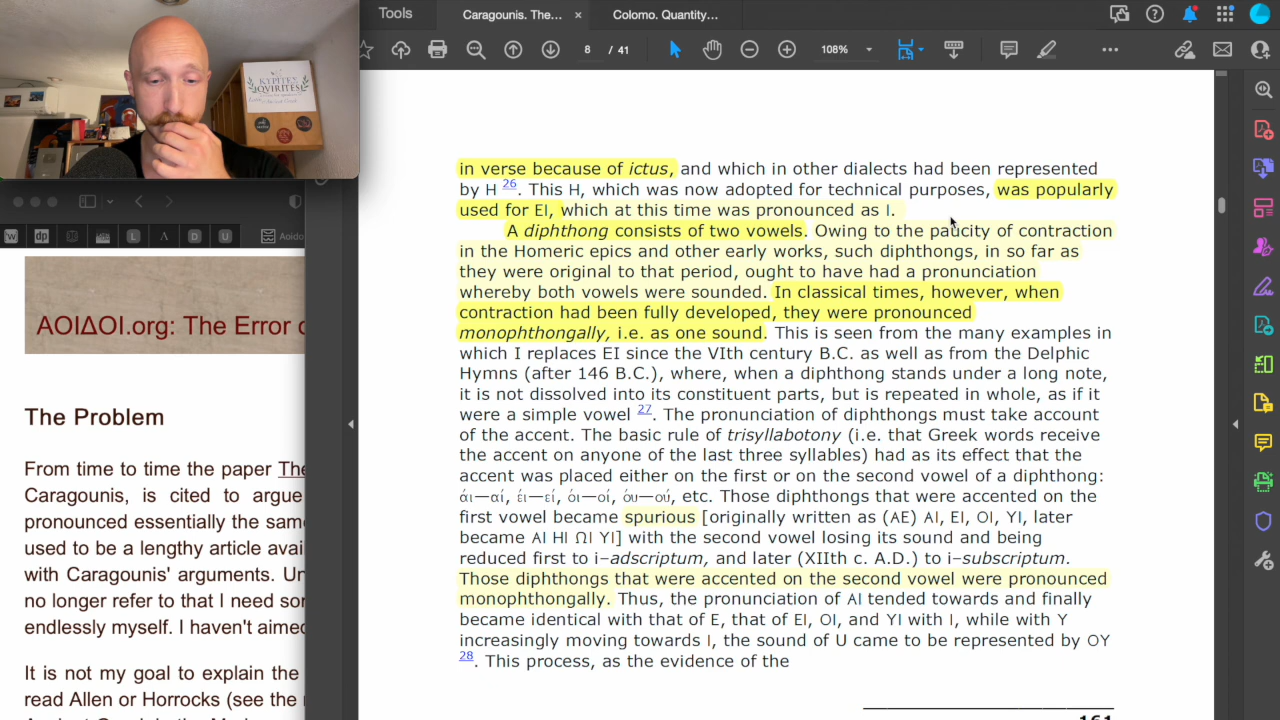 Tools
Caragounis. The... ×
Colomo. Quantity...
8 / 41
108%
ΚΥΡΙΤΕΣ
QVIRITES
in verse because of ictus, and which in other dialects had been represented
by H 26. This H, which was now adopted for technical purposes, was popularly
used for EI, which at this time was pronounced as I.
A diphthong consists of two vowels. Owing to the paucity of contraction
in the Homeric epics and other early works, such diphthongs, in so far as
they were original to that period, ought to have had a pronunciation
whereby both vowels were sounded. In classical times, however, when
contraction had been fully developed, they were pronounced
monophthongally, i.e. as one sound. This is seen from the many examples in
which I replaces EI since the VIth century B.C. as well as from the Delphic
Hymns (after 146 B.C.), where, when a diphthong stands under a long note,
it is not dissolved into its constituent parts, but is repeated in whole, as if it
were a simple vowel 27. The pronunciation of diphthongs must take account
of the accent. The basic rule of trisyllabotony (i.e. that Greek words receive
the accent on anyone of the last three syllables) had as its effect that the
accent was placed either on the first or on the second vowel of a diphthong:
άι—αί, έι—εί, όι—οί, όυ—ού, etc. Those diphthongs that were accented on the
first vowel became spurious [originally written as (AE) AI, EI, OI, YI, later
became AI HI ΩI YI] with the second vowel losing its sound and being
reduced first to i–adscriptum, and later (XIIth c. A.D.) to i–subscriptum.
Those diphthongs that were accented on the second vowel were pronounced
monophthongally. Thus, the pronunciation of AI tended towards and finally
became identical with that of E, that of EI, OI, and YI with I, while with Y
increasingly moving towards I, the sound of U came to be represented by OY
28. This process, as the evidence of the
161
W dp L Λ D U Aoido
AOIΔOI.org: The Error o
The Problem
From time to time the paper The
Caragounis, is cited to argue
pronounced essentially the sam
used to be a lengthy article avai
with Caragounis' arguments. Un
no longer refer to that I need son
endlessly myself. I haven't aimed
It is not my goal to explain the
read Allen or Horrocks (see the r